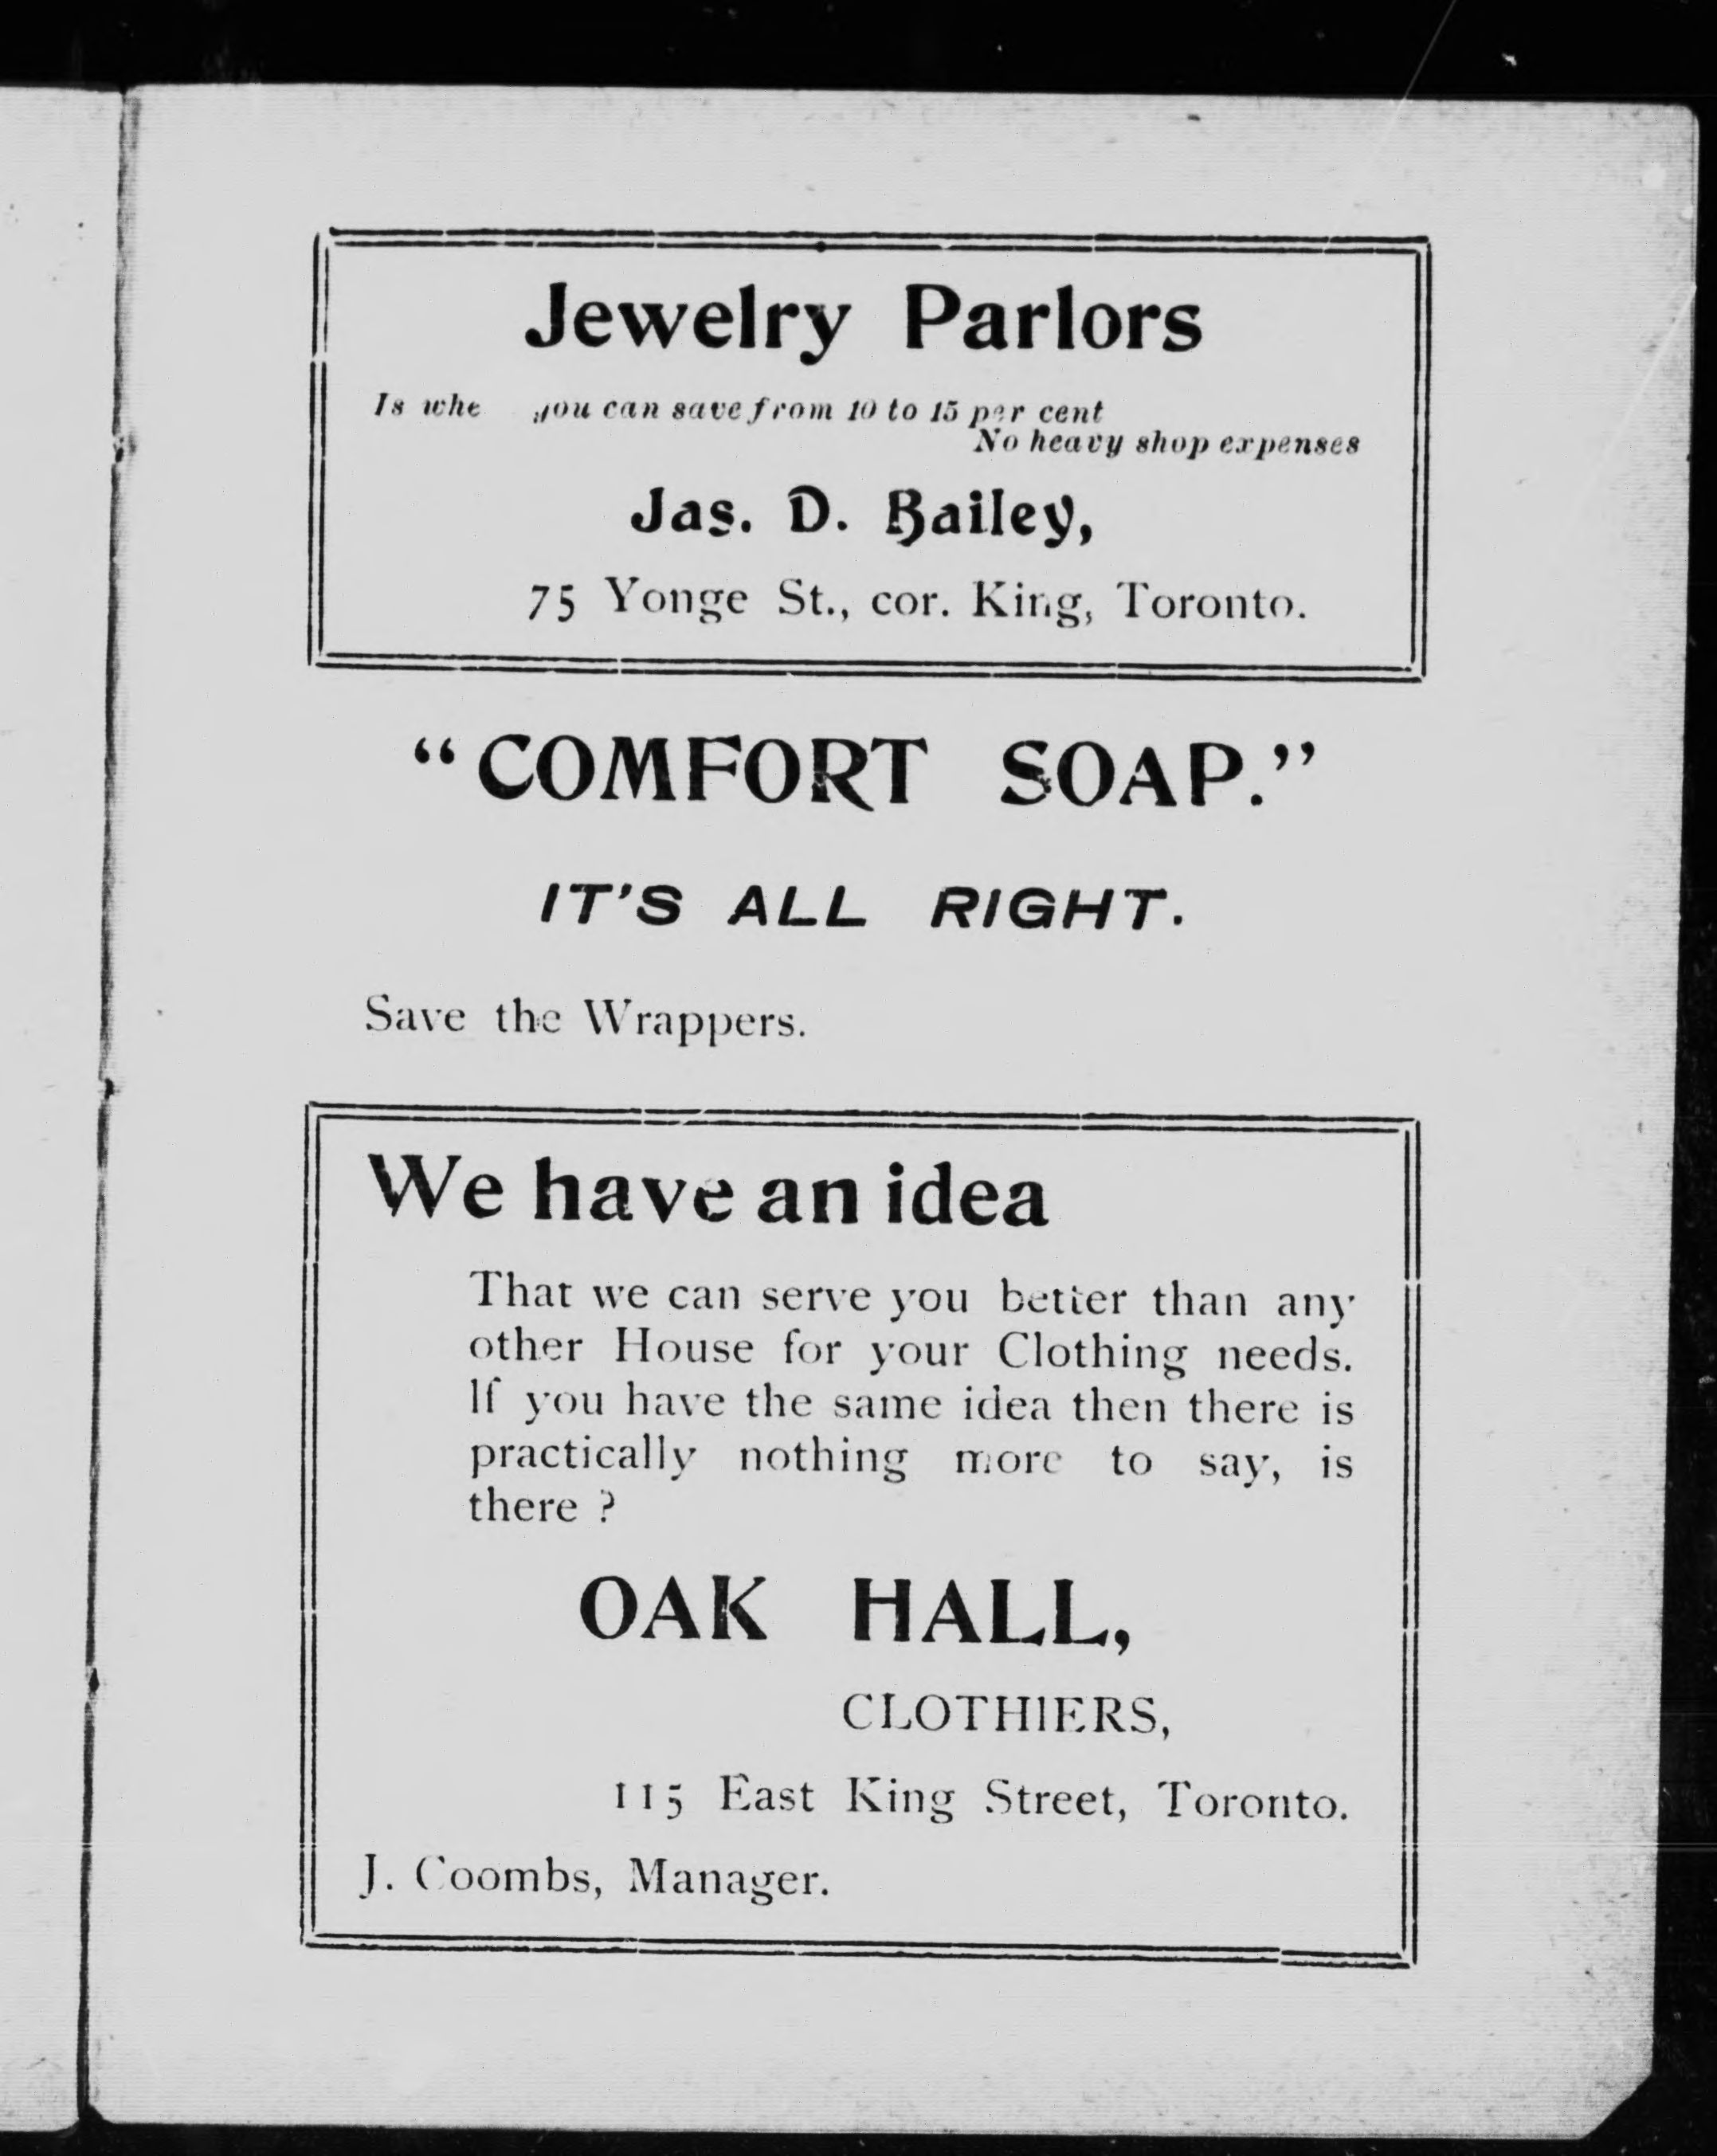 Jewelry Parlors
Is whe you can save from 10 to 15 per cent
No heavy shop expenses
Jas. D. Bailey,
75 Yonge St., cor. King, Toronto.
“COMFORT SOAP.”
IT'S ALL RIGHT.
Save the Wrappers.
We have an idea
That we can serve you better than any
other House for your Clothing needs.
If you have the same idea then there is
practically nothing more to say, is
there ?
OAK HALL,
CLOTHIERS,
115 East King Street, Toronto.
J. Coombs, Manager.